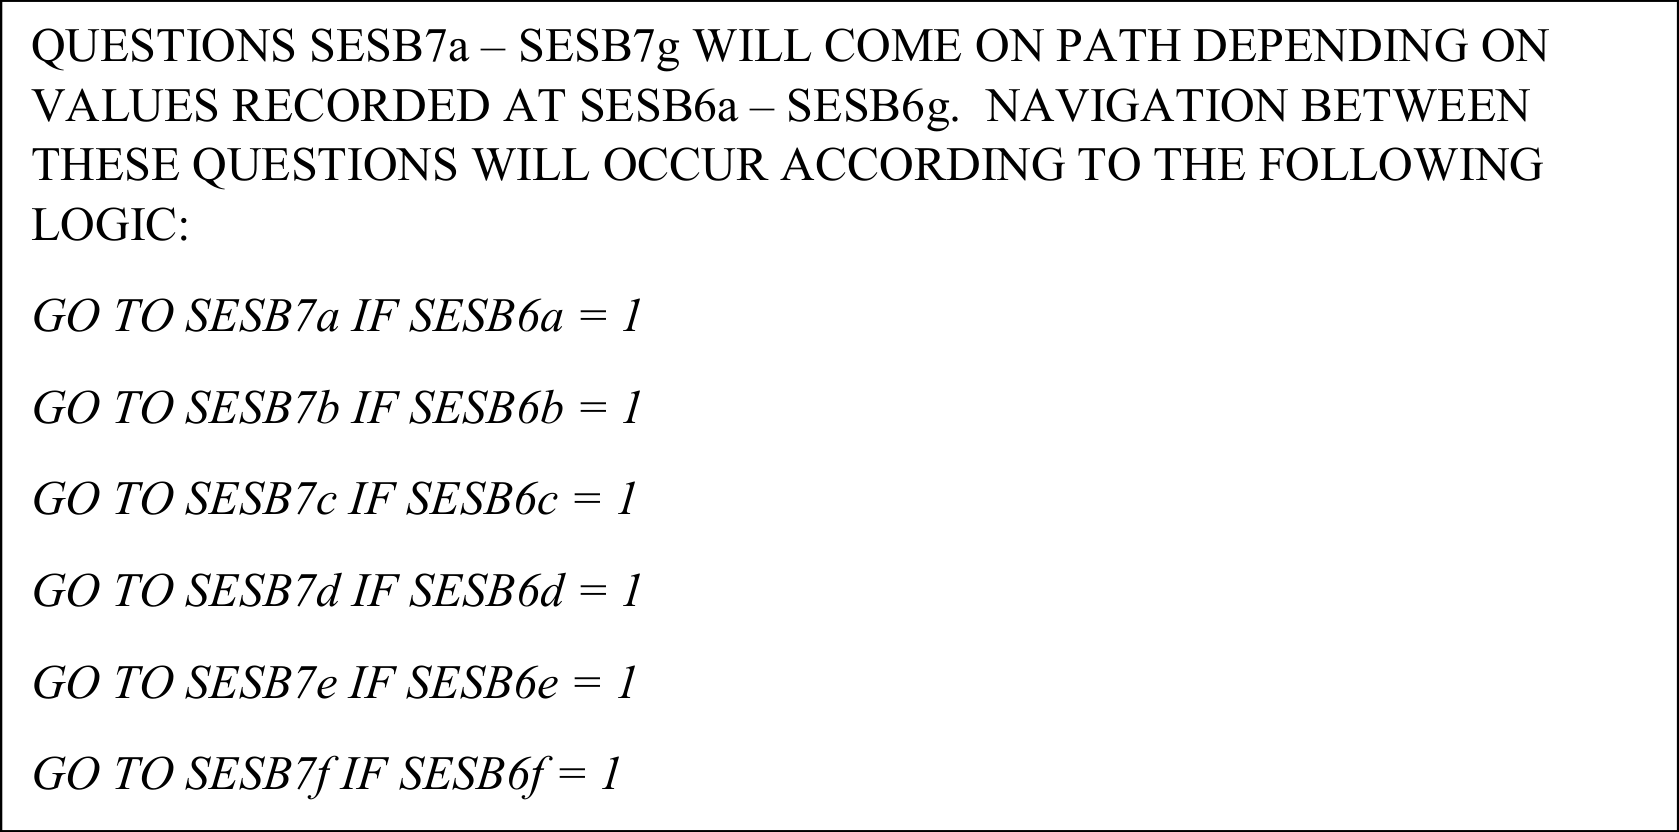 QUESTIONS SESB7a – SESB7g WILL COME ON PATH DEPENDING ON
VALUES RECORDED AT SESB6a – SESB6g.  NAVIGATION BETWEEN
THESE QUESTIONS WILL OCCUR ACCORDING TO THE FOLLOWING
LOGIC:
GO TO SESB7a IF SESB6a = 1
GO TO SESB7b IF SESB6b = 1
GO TO SESB7c IF SESB6c = 1
GO TO SESB7d IF SESB6d = 1
GO TO SESB7e IF SESB6e = 1
GO TO SESB7f IF SESB6f = 1